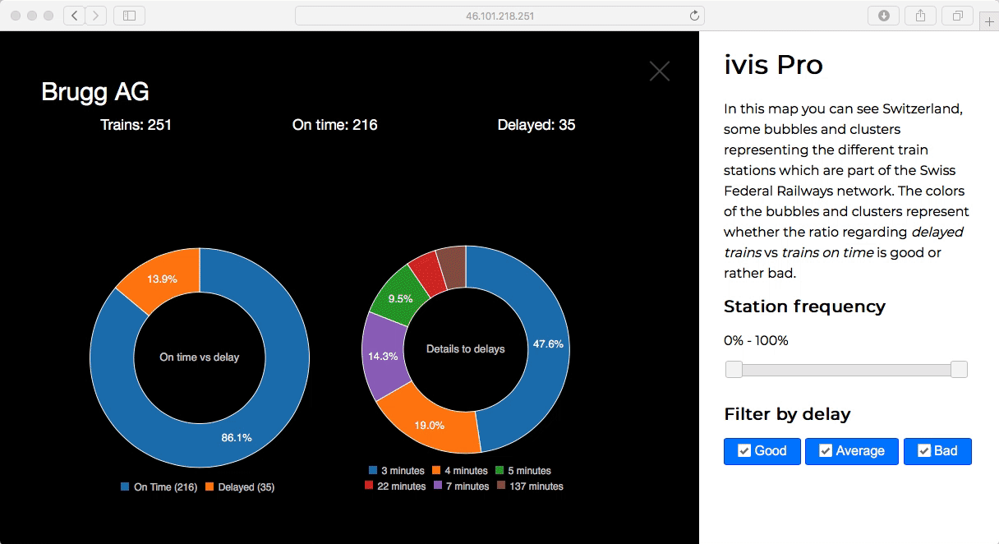 46.101.218.251
Brugg AG
Trains: 251
On time: 216
Delayed: 35
13.9%
86.1%
On time vs delay
On Time (216)
Delayed (35)
9.5%
47.6%
14.3%
19.0%
Details to delays
3 minutes
4 minutes
5 minutes
22 minutes
7 minutes
137 minutes
ivis Pro
In this map you can see Switzerland,
some bubbles and clusters
representing the different train
stations which are part of the Swiss
Federal Railways network. The colors
of the bubbles and clusters represent
whether the ratio regarding delayed
trains vs trains on time is good or
rather bad.
Station frequency
0% - 100%
Filter by delay
Good
Average
Bad